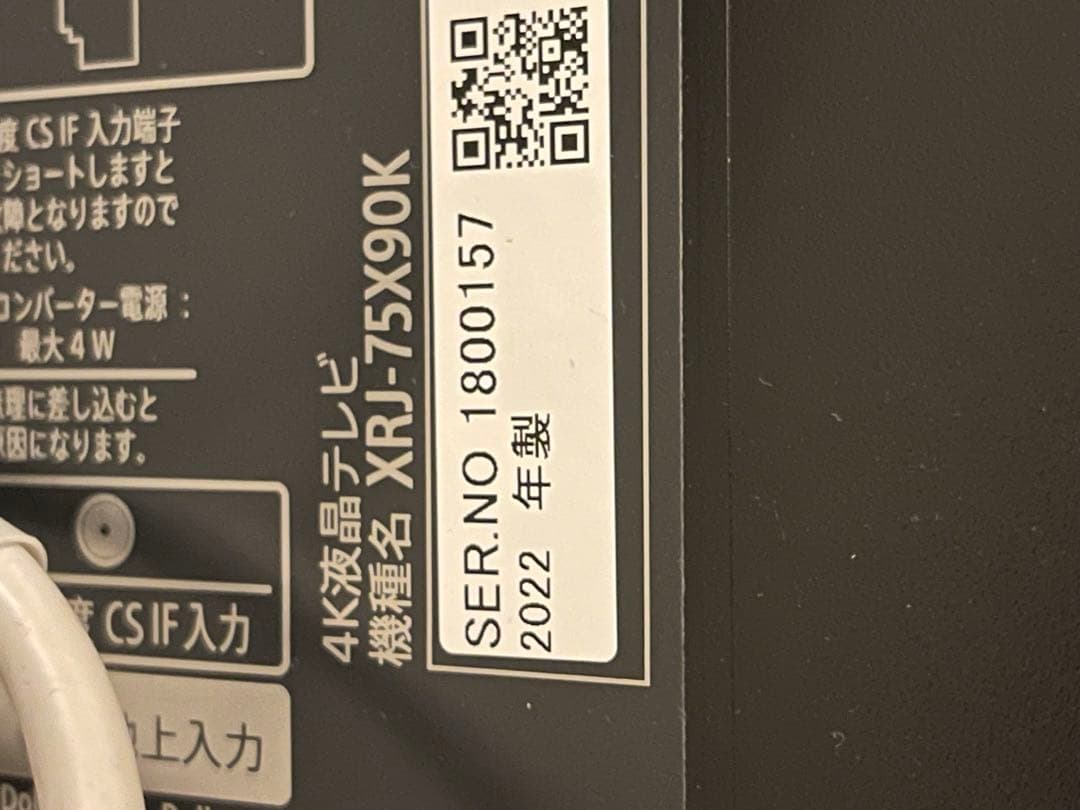 CS IF 入力端子
ショートしますと
障となりますので
ださい。
コンバーター電源:
最大4W
理に差し込むと
因になります。
度 CS IF 入力
上入力
4K液晶テレビ
機種名 XRJ-75X90K
SER.NO 1800157
2022 年製